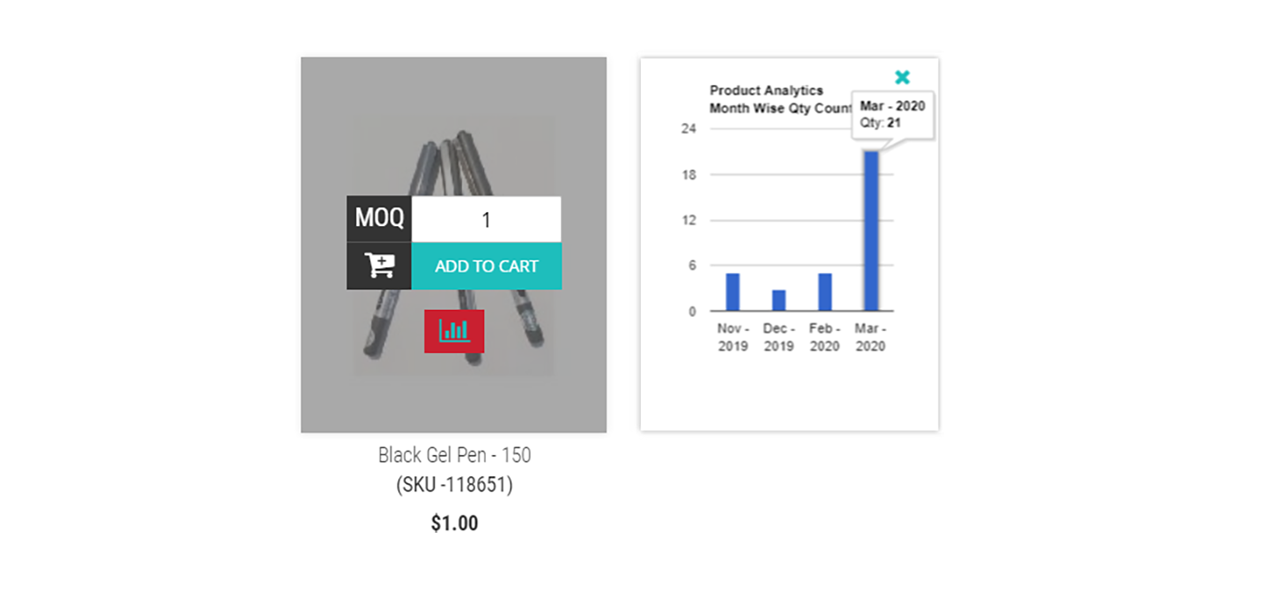 MOQ 1
ADD TO CART
Black Gel Pen - 150
(SKU -118651)
$1.00
Product Analytics
Month Wise Qty Count
Mar - 2020
Qty: 21
24
18
12
6
0
Nov - 2019
Dec - 2019
Feb - 2020
Mar - 2020